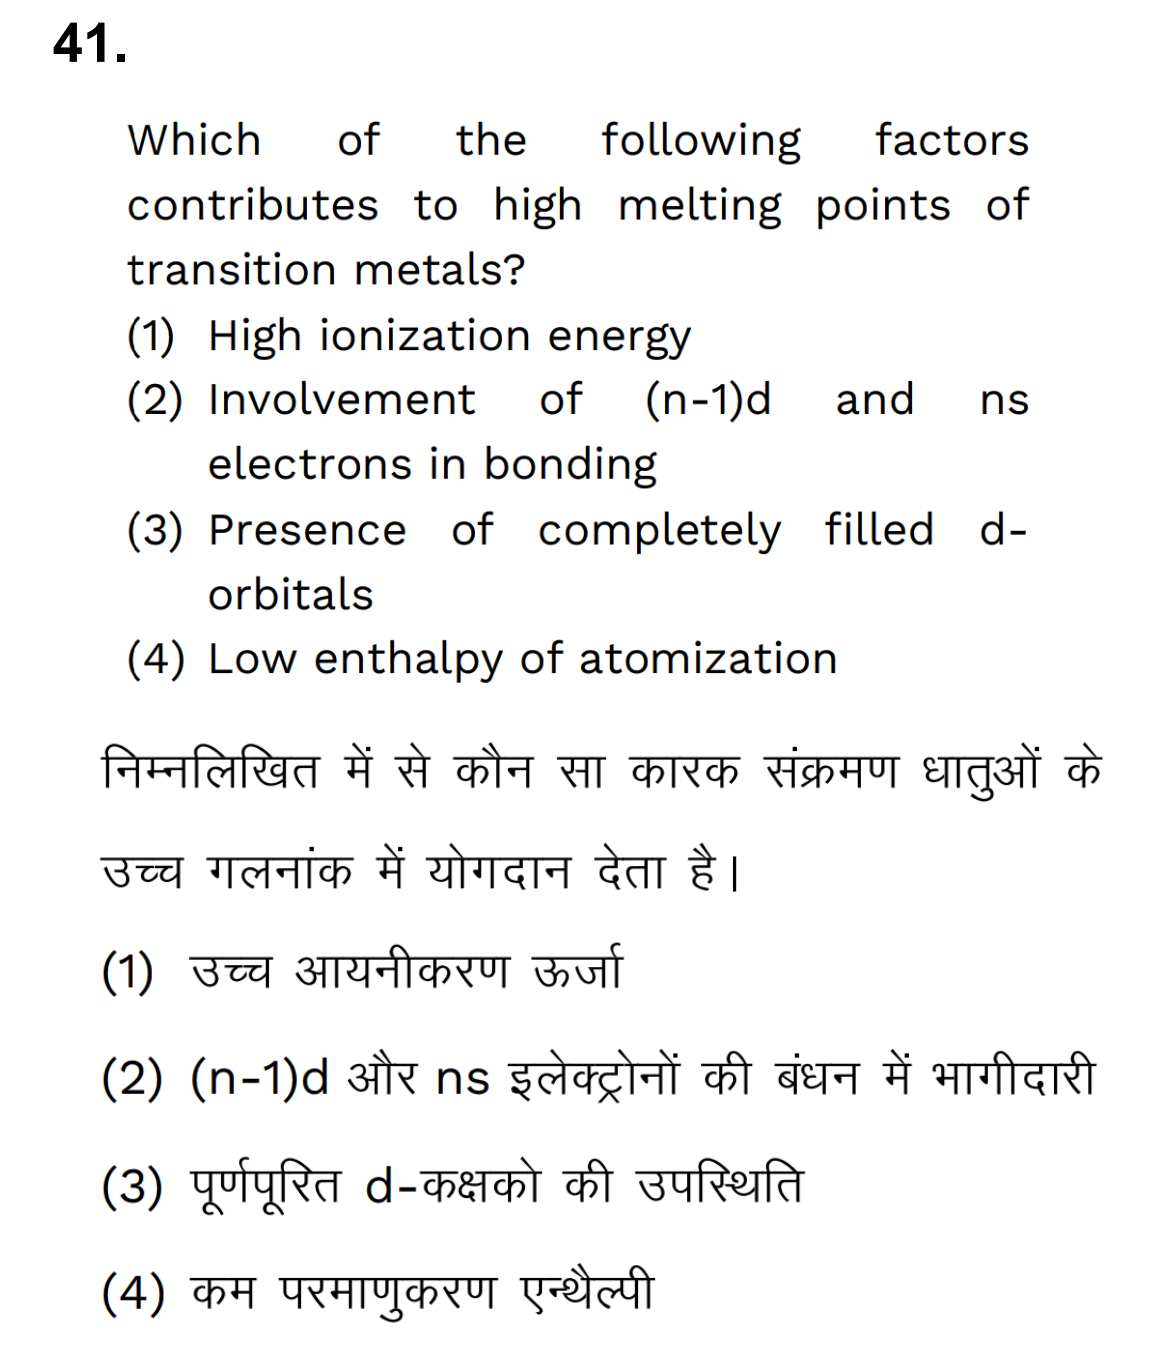 41.
Which of the following factors
contributes to high melting points of
transition metals?
(1) High ionization energy
(2) Involvement of (n-1)d and ns
electrons in bonding
(3) Presence of completely filled d-
orbitals
(4) Low enthalpy of atomization
निम्नलिखित में से कौन सा कारक संक्रमण धातुओं के
उच्च गलनांक में योगदान देता है।
(1) उच्च आयनीकरण ऊर्जा
(2) (n-1)d और ns इलेक्ट्रोनों की बंधन में भागीदारी
(3) पूर्णपूरित d-कक्षको की उपस्थिति
(4) कम परमाणुकरण एन्थैल्पी